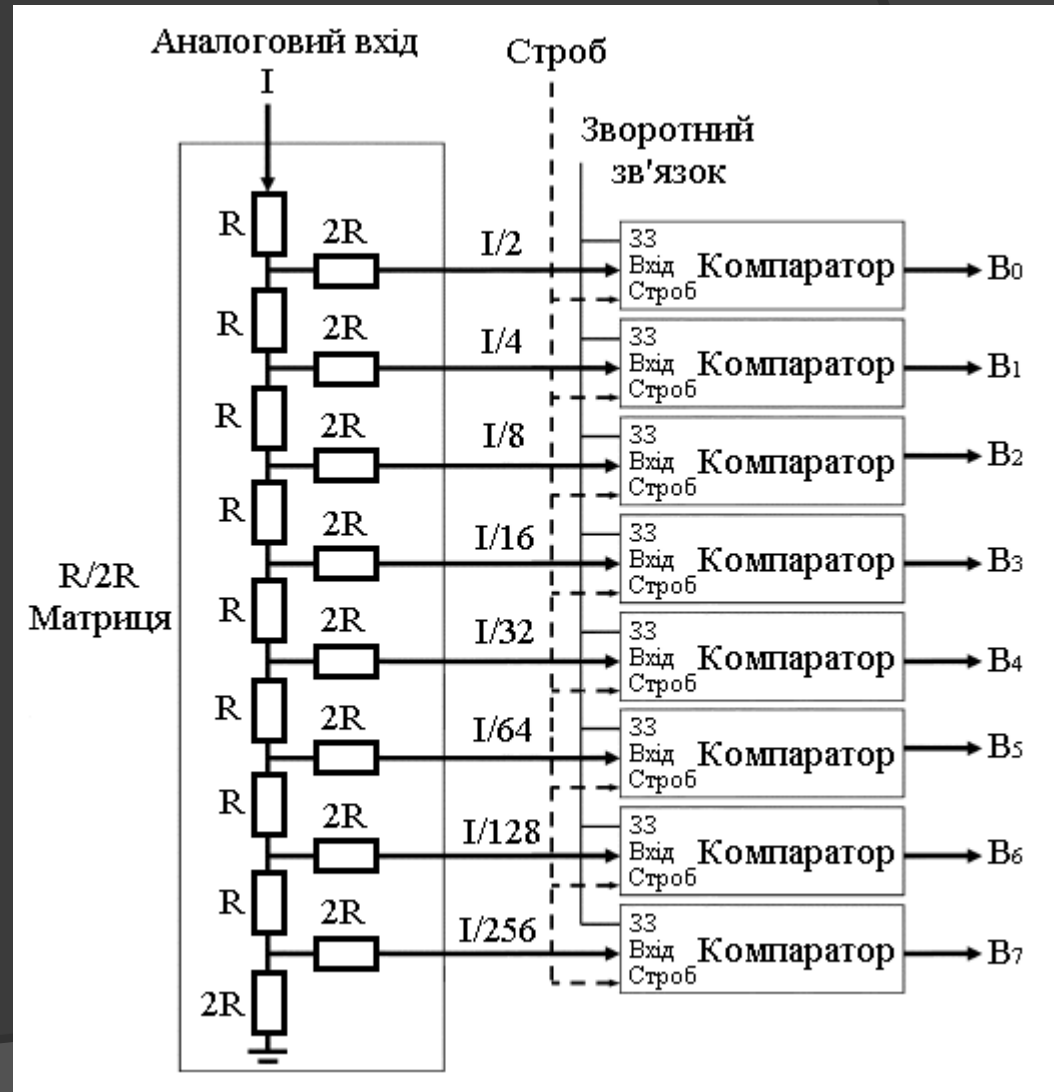 Аналоговий вхід
I
Строб
Зворотний
зв'язок
R
2R
I/2
ЗЗ
Вхід
Строб
Компаратор
B0
R
2R
I/4
ЗЗ
Вхід
Строб
Компаратор
B1
R
2R
I/8
ЗЗ
Вхід
Строб
Компаратор
B2
R
2R
I/16
ЗЗ
Вхід
Строб
Компаратор
B3
R/2R
Матриця
R
2R
I/32
ЗЗ
Вхід
Строб
Компаратор
B4
R
2R
I/64
ЗЗ
Вхід
Строб
Компаратор
B5
R
2R
I/128
ЗЗ
Вхід
Строб
Компаратор
B6
R
2R
I/256
ЗЗ
Вхід
Строб
Компаратор
B7
2R